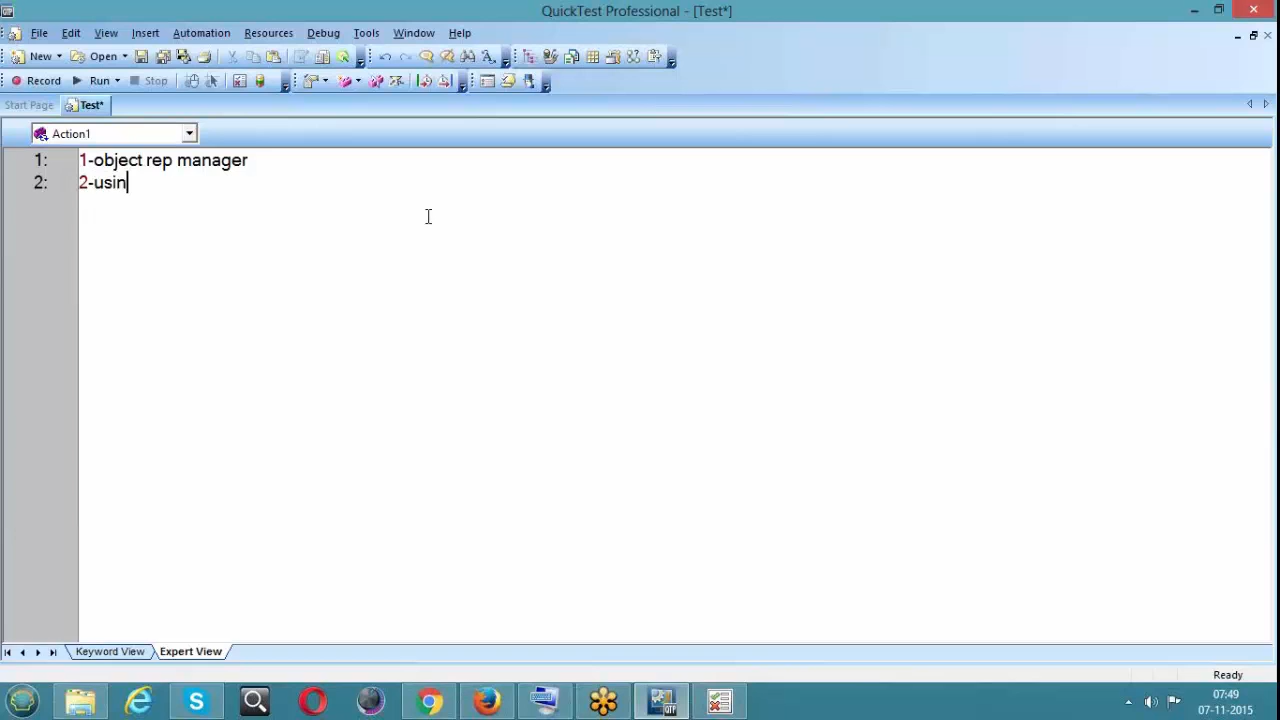 QuickTest Professional - [Test*]
File Edit View Insert Automation Resources Debug Tools Window Help
New Open
Record Run Stop
Start Page Test*
Action1
1: 1-object rep manager
2: 2-usin
Keyword View Expert View
Ready
S QTP 07:49
07-11-2015